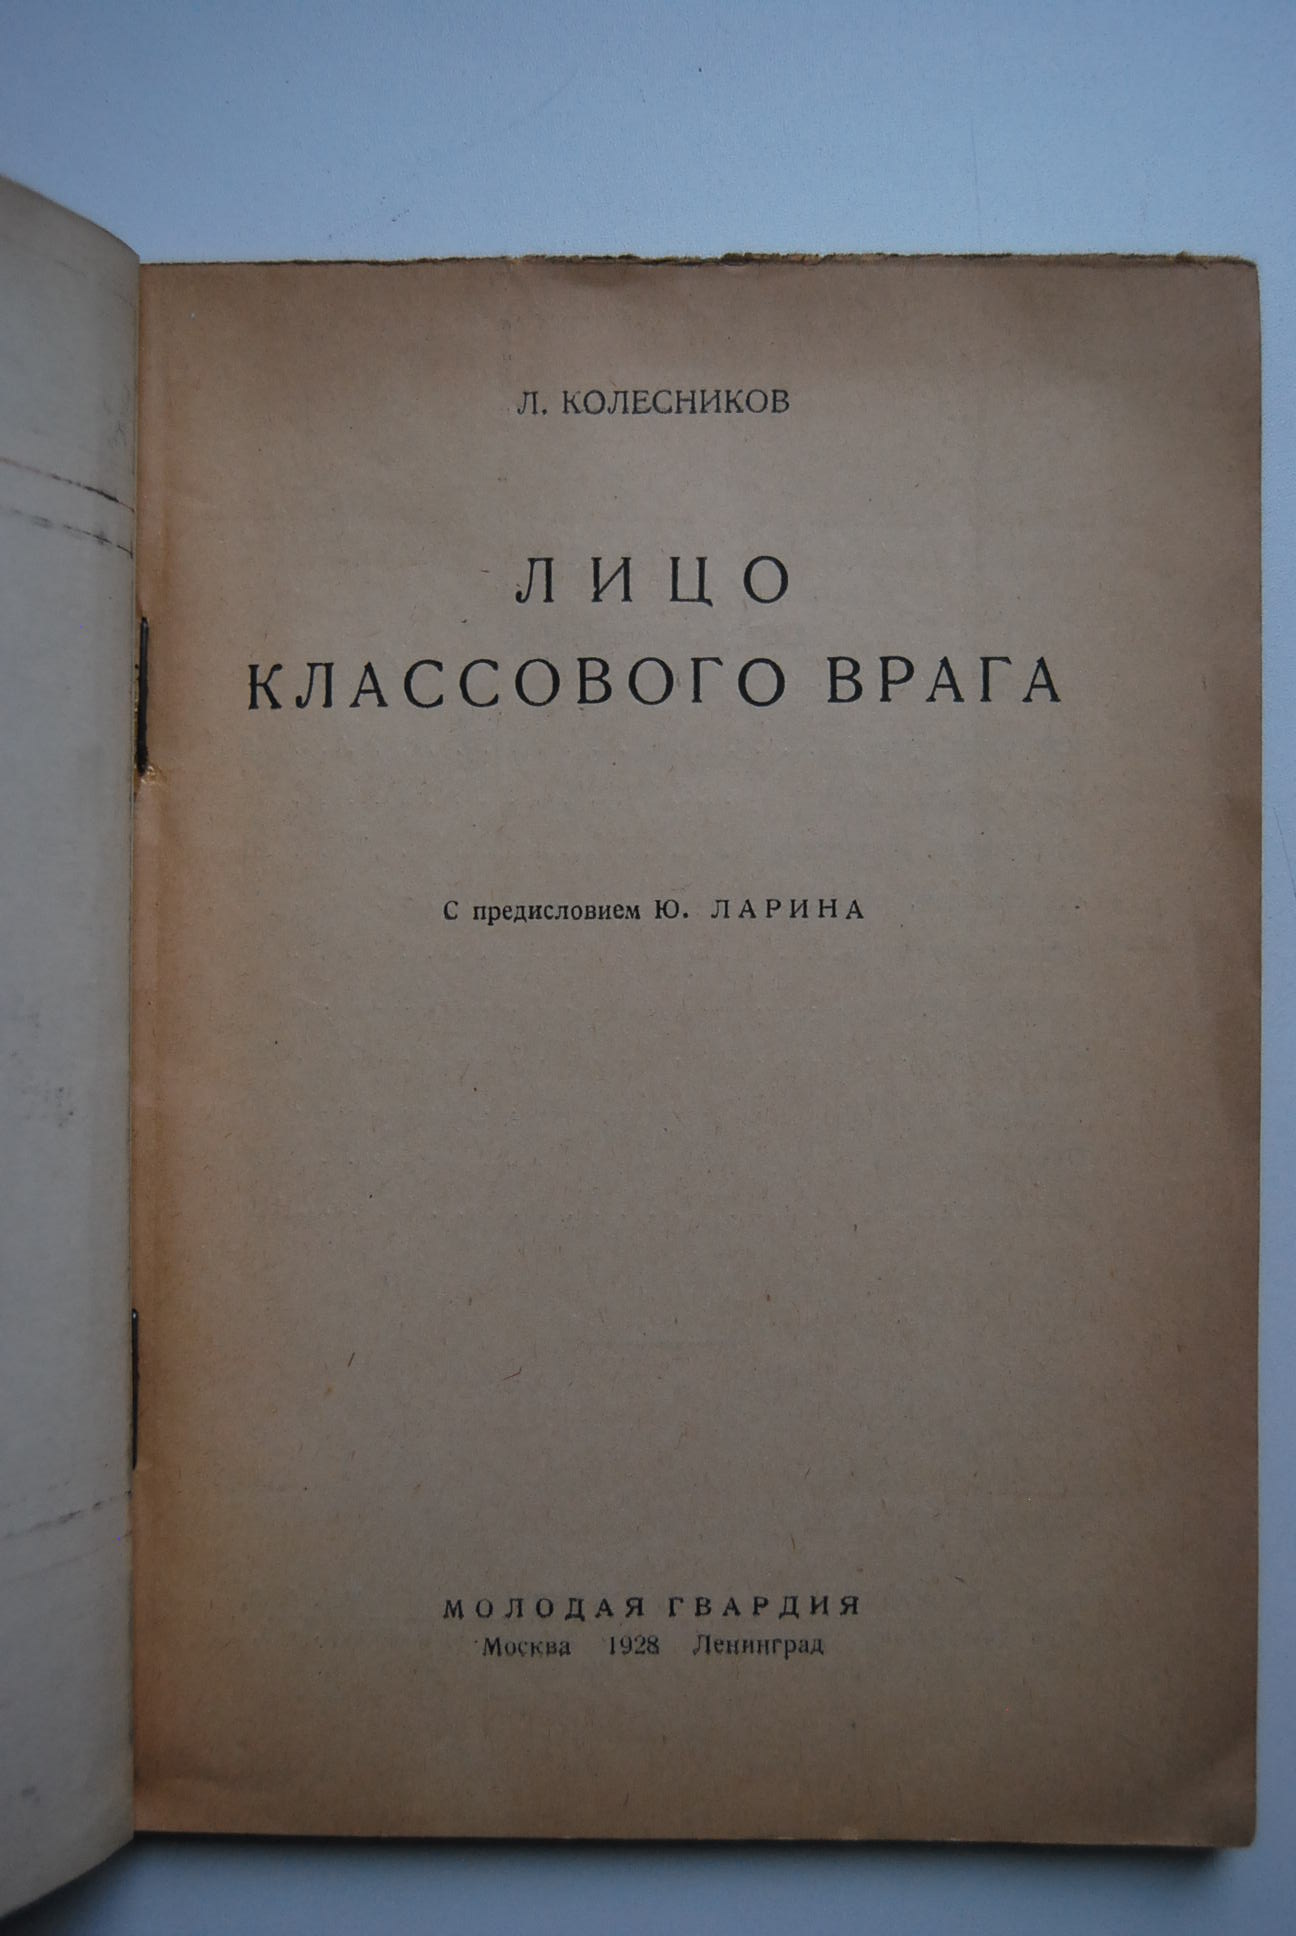 Л. КОЛЕСНИКОВ
ЛИЦО
КЛАССОВОГО ВРАГА
С предисловием Ю. ЛАРИНА
МОЛОДАЯ ГВАРДИЯ
Москва 1928 Ленинград